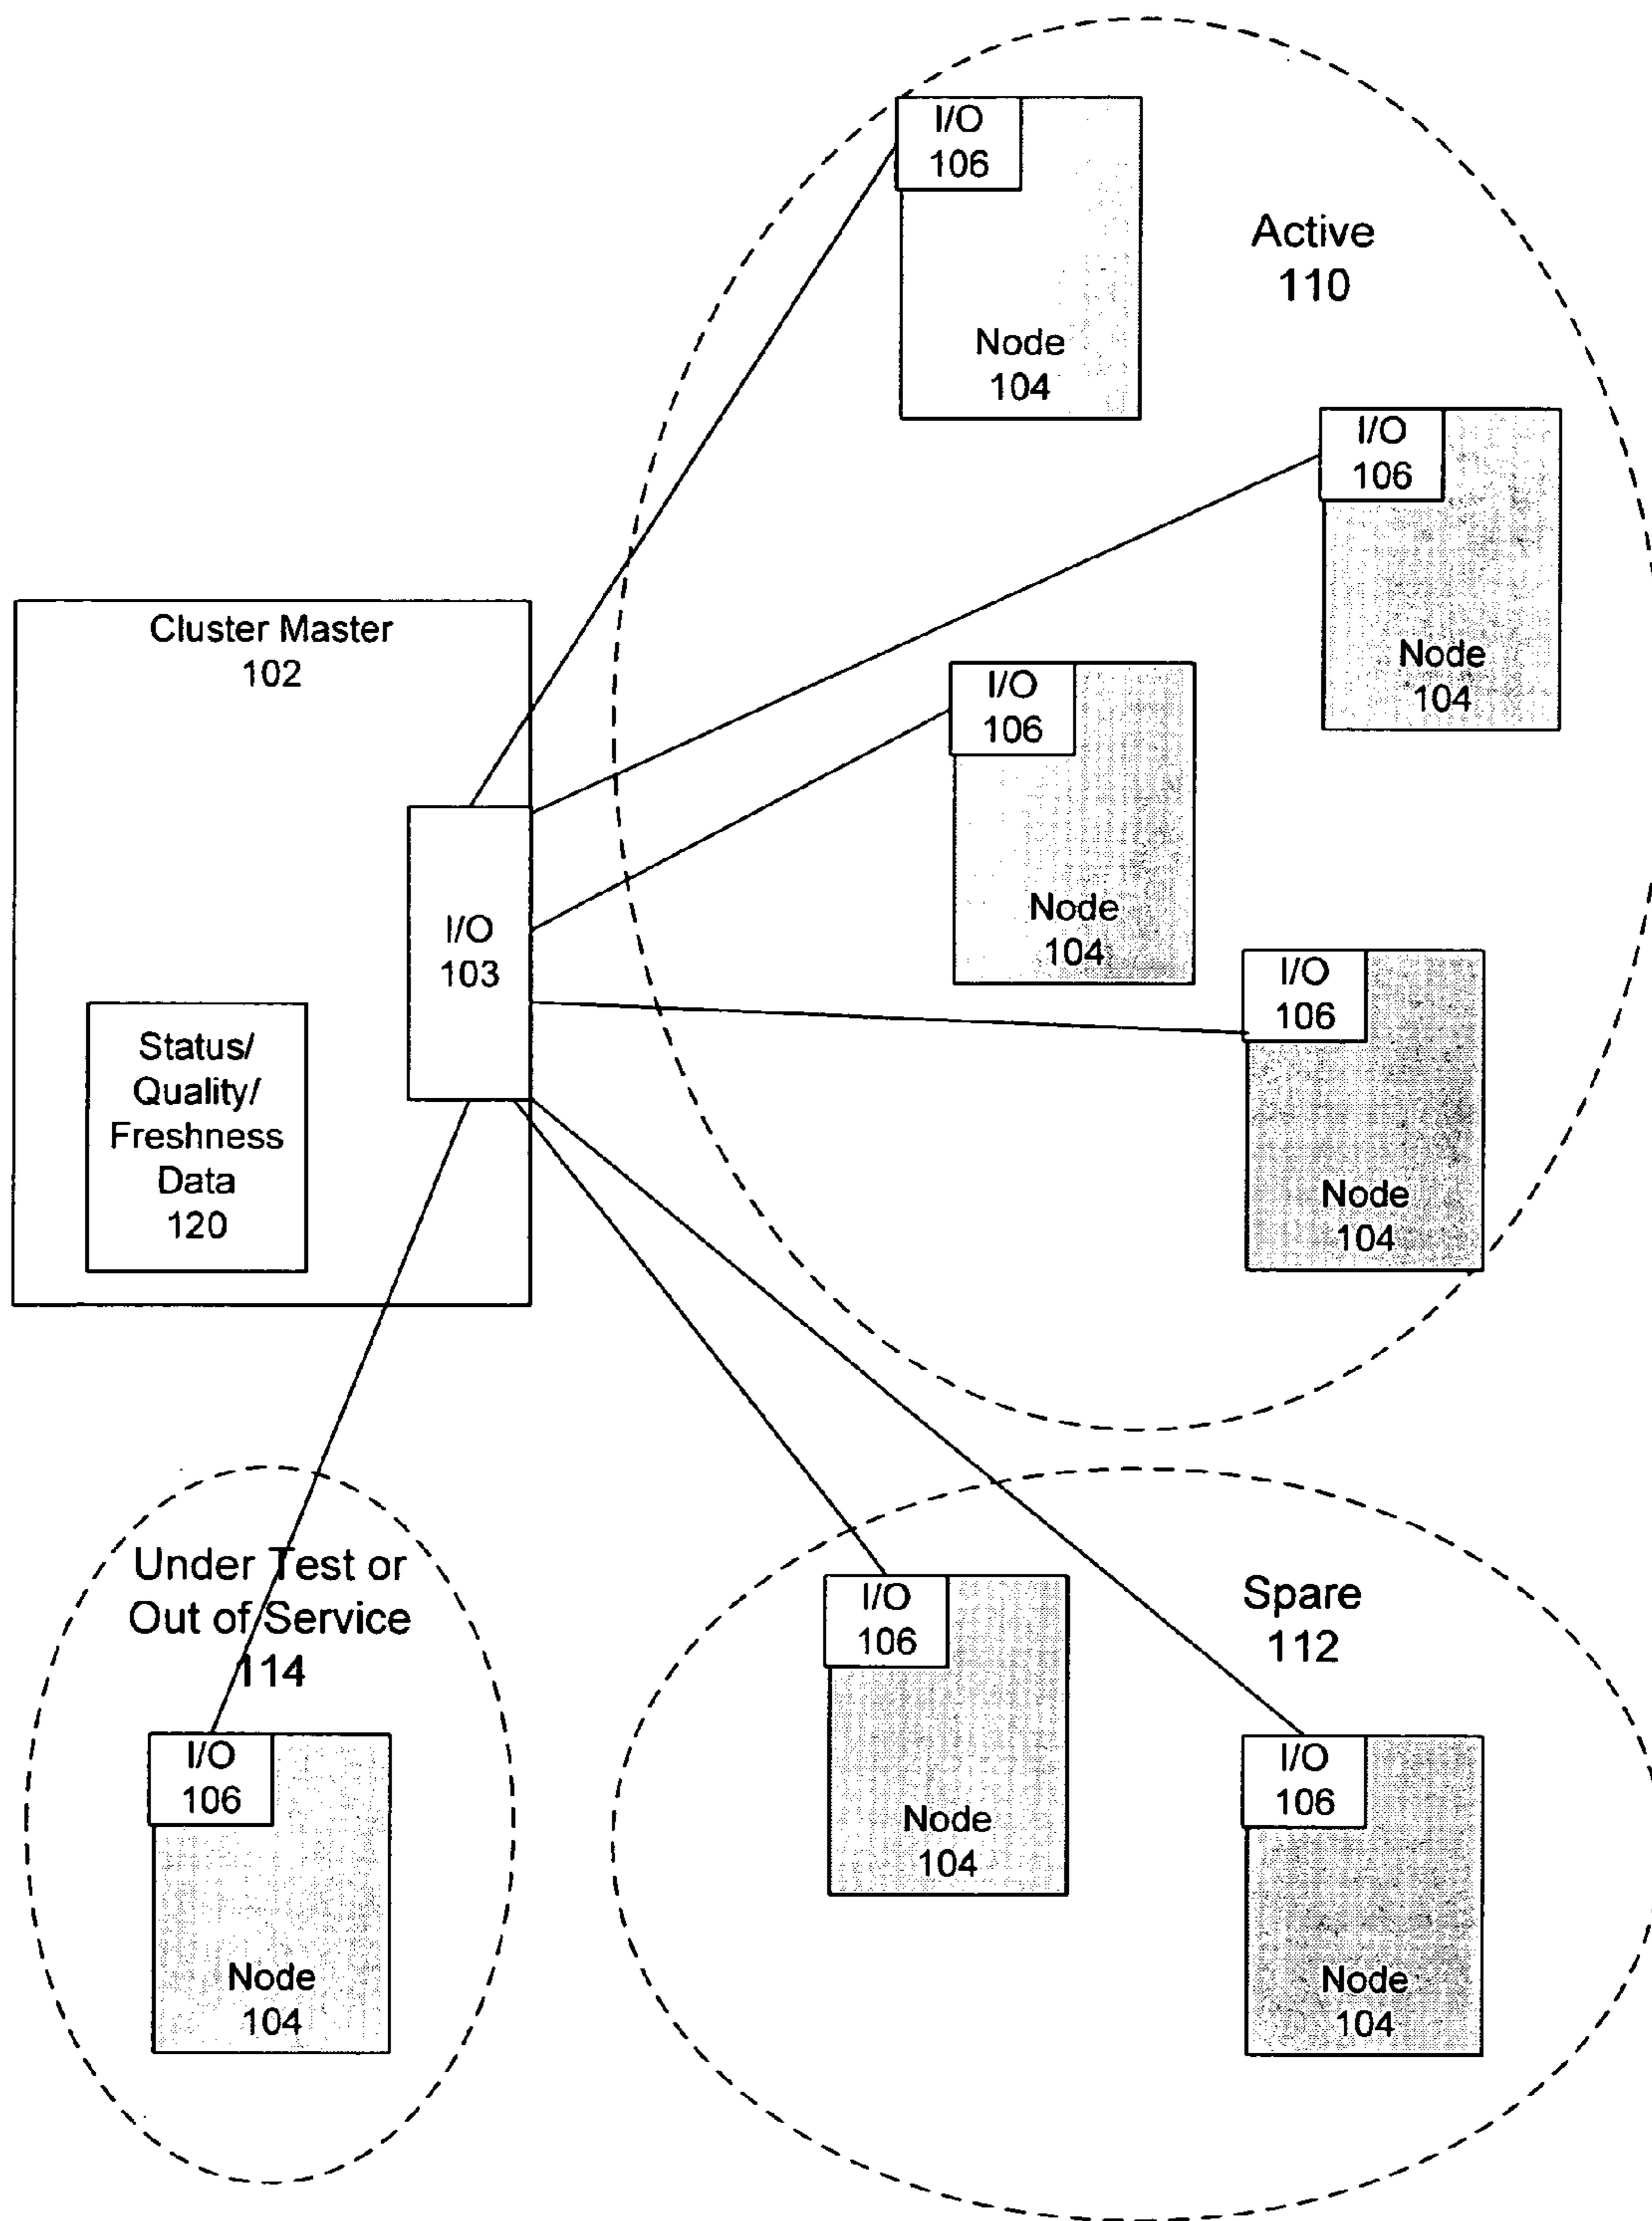 I/O
106
Node
104
Active
110
I/O
106
Node
104
Cluster Master
102
I/O
103
Status/
Quality/
Freshness
Data
120
I/O
106
Node
104
I/O
106
Node
104
Under Test or
Out of Service
114
I/O
106
Node
104
I/O
106
Node
104
Spare
112
I/O
106
Node
104